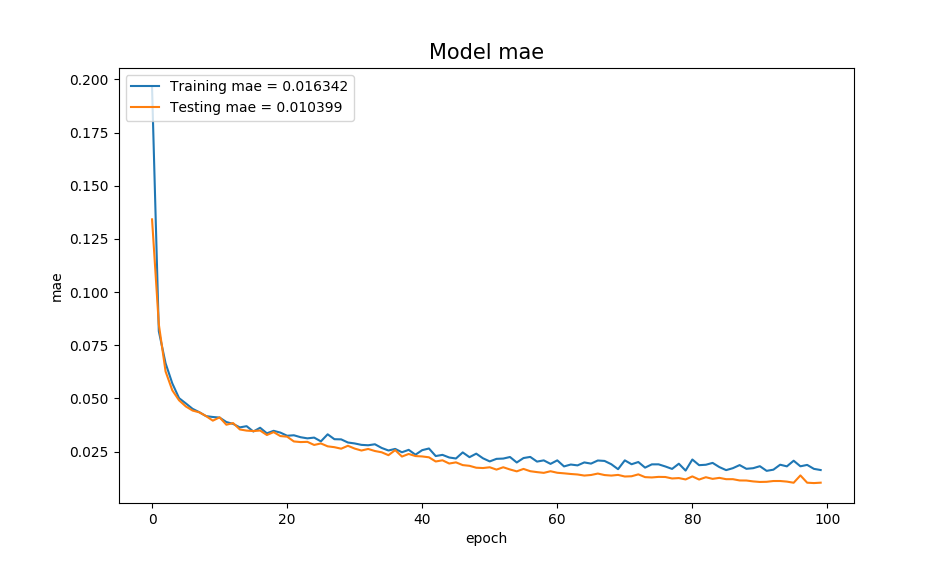 Model mae
Training mae = 0.016342
Testing mae = 0.010399
0.200
0.175
0.150
0.125
0.100
0.075
0.050
0.025
mae
0 20 40 60 80 100
epoch